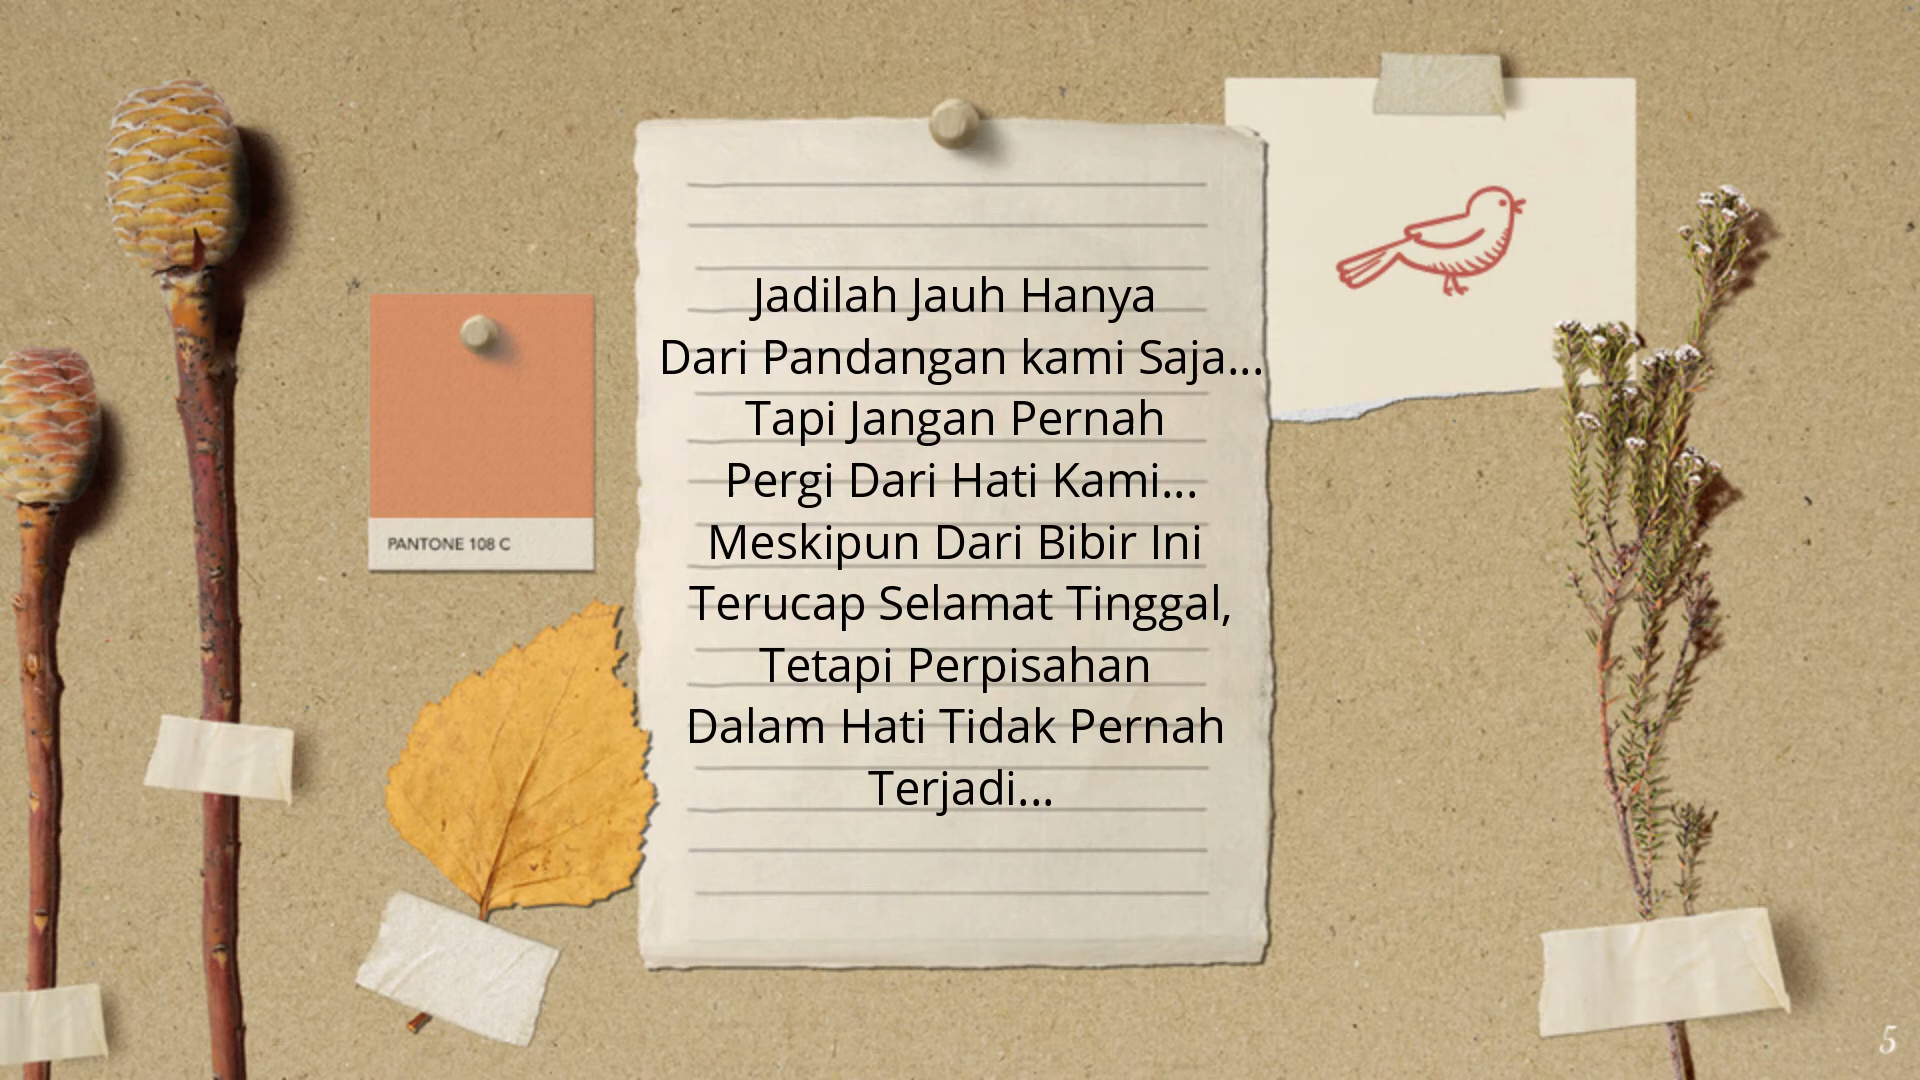 Jadilah Jauh Hanya
Dari Pandangan kami Saja...
Tapi Jangan Pernah
Pergi Dari Hati Kami...
Meskipun Dari Bibir Ini
Terucap Selamat Tinggal,
Tetapi Perpisahan
Dalam Hati Tidak Pernah
Terjadi...
PANTONE 108 C
5